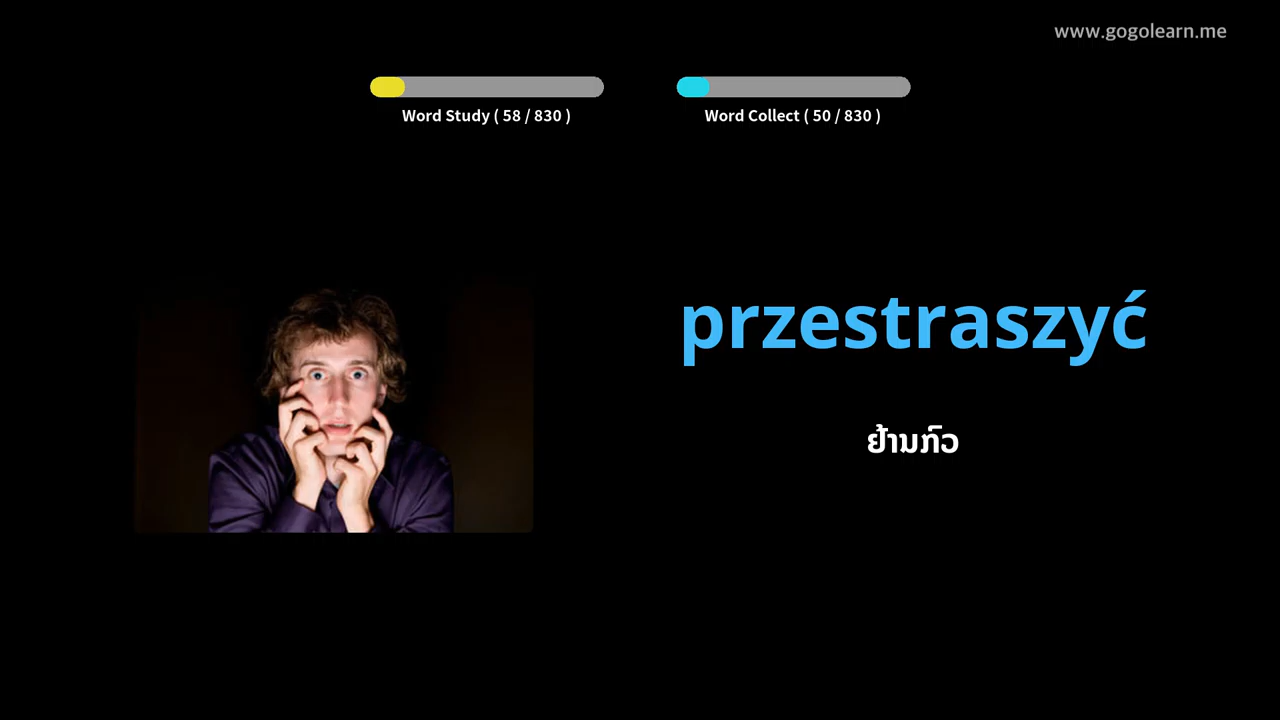 www.gogolearn.me
Word Study ( 58 / 830 )
Word Collect ( 50 / 830 )
przestraszyć
ຢ້ານກົວ